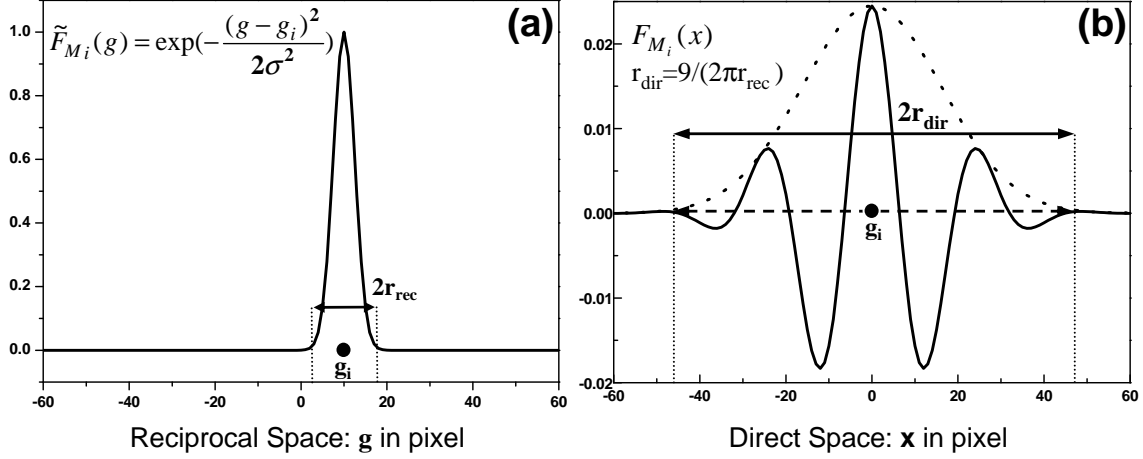 (a)
F̃_{M_i}(g) = exp(−(g − g_i)²/2σ²)
1.0
0.8
0.6
0.4
0.2
0.0
2r_rec
g_i
-60 -40 -20 0 20 40 60
Reciprocal Space: g in pixel
(b)
F_{M_i}(x)
r_dir=9/(2πr_rec)
0.02
0.01
0.00
-0.01
-0.02
2r_dir
g_i
-60 -40 -20 0 20 40 60
Direct Space: x in pixel